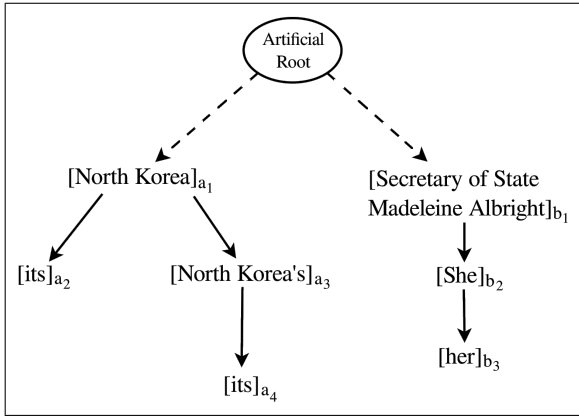 Artificial
Root
[North Korea]a1
[Secretary of State
Madeleine Albright]b1
[its]a2
[North Korea's]a3
[She]b2
[its]a4
[her]b3